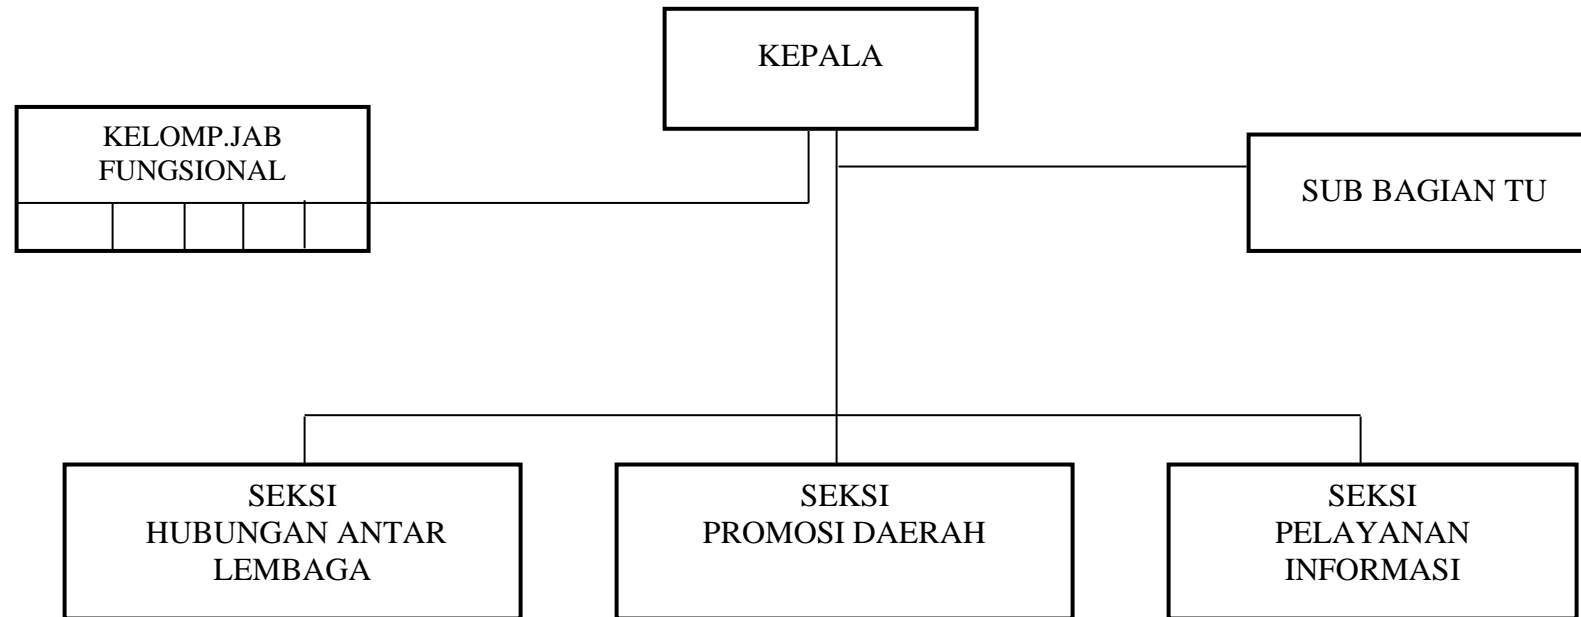 KEPALA
KELOMP.JAB
FUNGSIONAL
SUB BAGIAN TU
SEKSI
HUBUNGAN ANTAR
LEMBAGA
SEKSI
PROMOSI DAERAH
SEKSI
PELAYANAN
INFORMASI